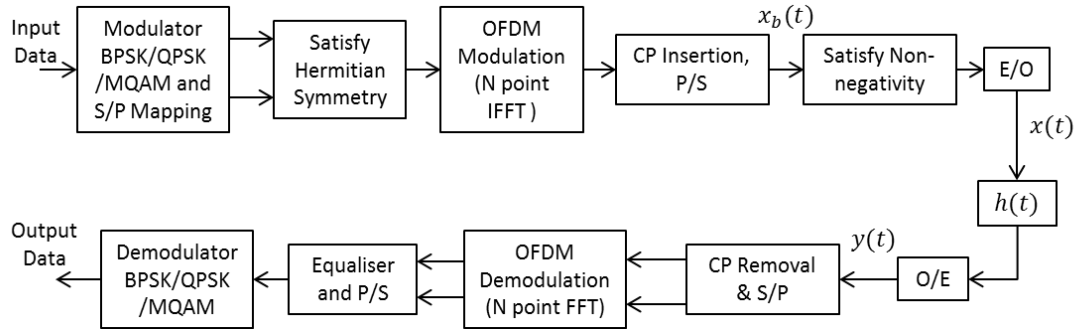 Input
Data
Modulator
BPSK/QPSK
/MQAM and
S/P Mapping
Satisfy
Hermitian
Symmetry
OFDM
Modulation
(N point
IFFT )
CP Insertion,
P/S
x_b(t)
Satisfy Non-
negativity
E/O
x(t)
h(t)
O/E
y(t)
CP Removal
& S/P
OFDM
Demodulation
(N point FFT)
Equaliser
and P/S
Demodulator
BPSK/QPSK
/MQAM
Output
Data